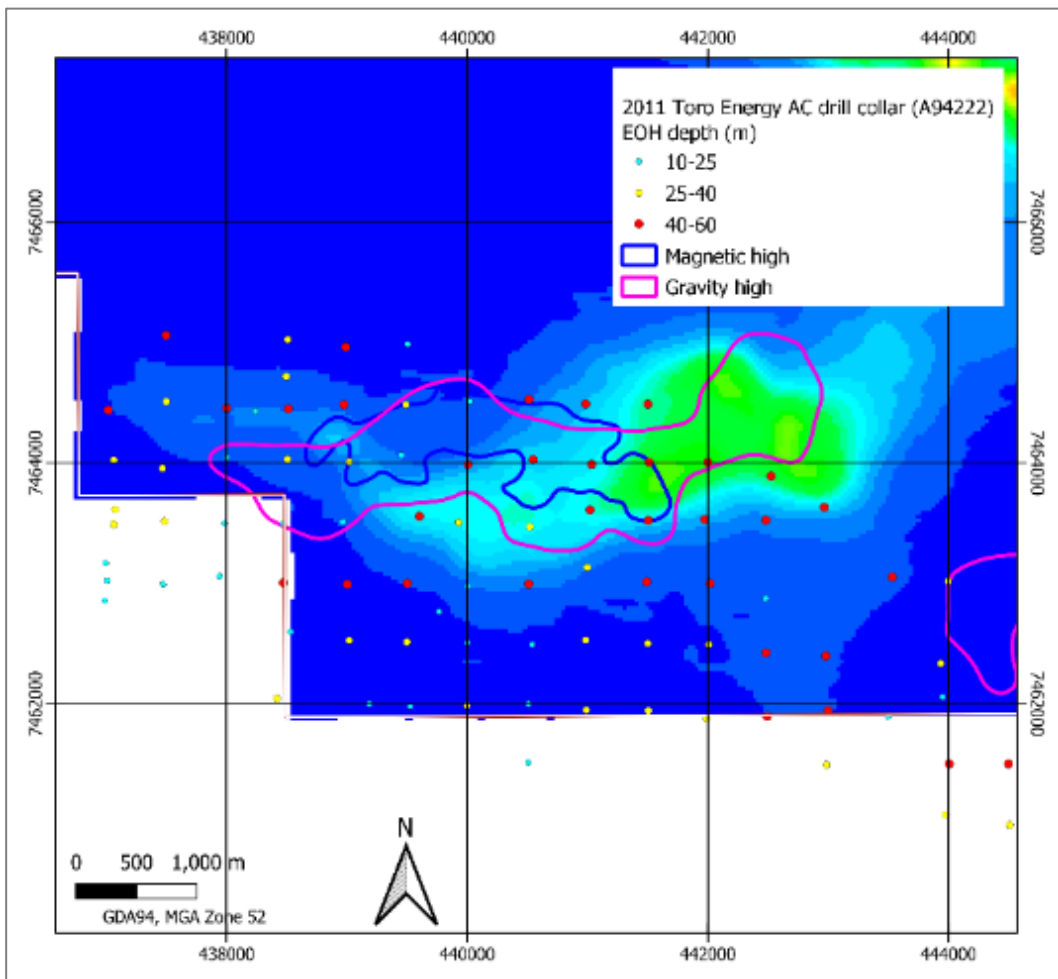 438000 440000 442000 444000
2011 Toro Energy AC drill collar (A94222)
EOH depth (m)
10-25
25-40
40-60
Magnetic high
Gravity high
7466000 7466000
7464000 7464000
7462000 7462000
N
0 500 1,000 m
GDA94, MGA Zone 52
438000 440000 442000 444000